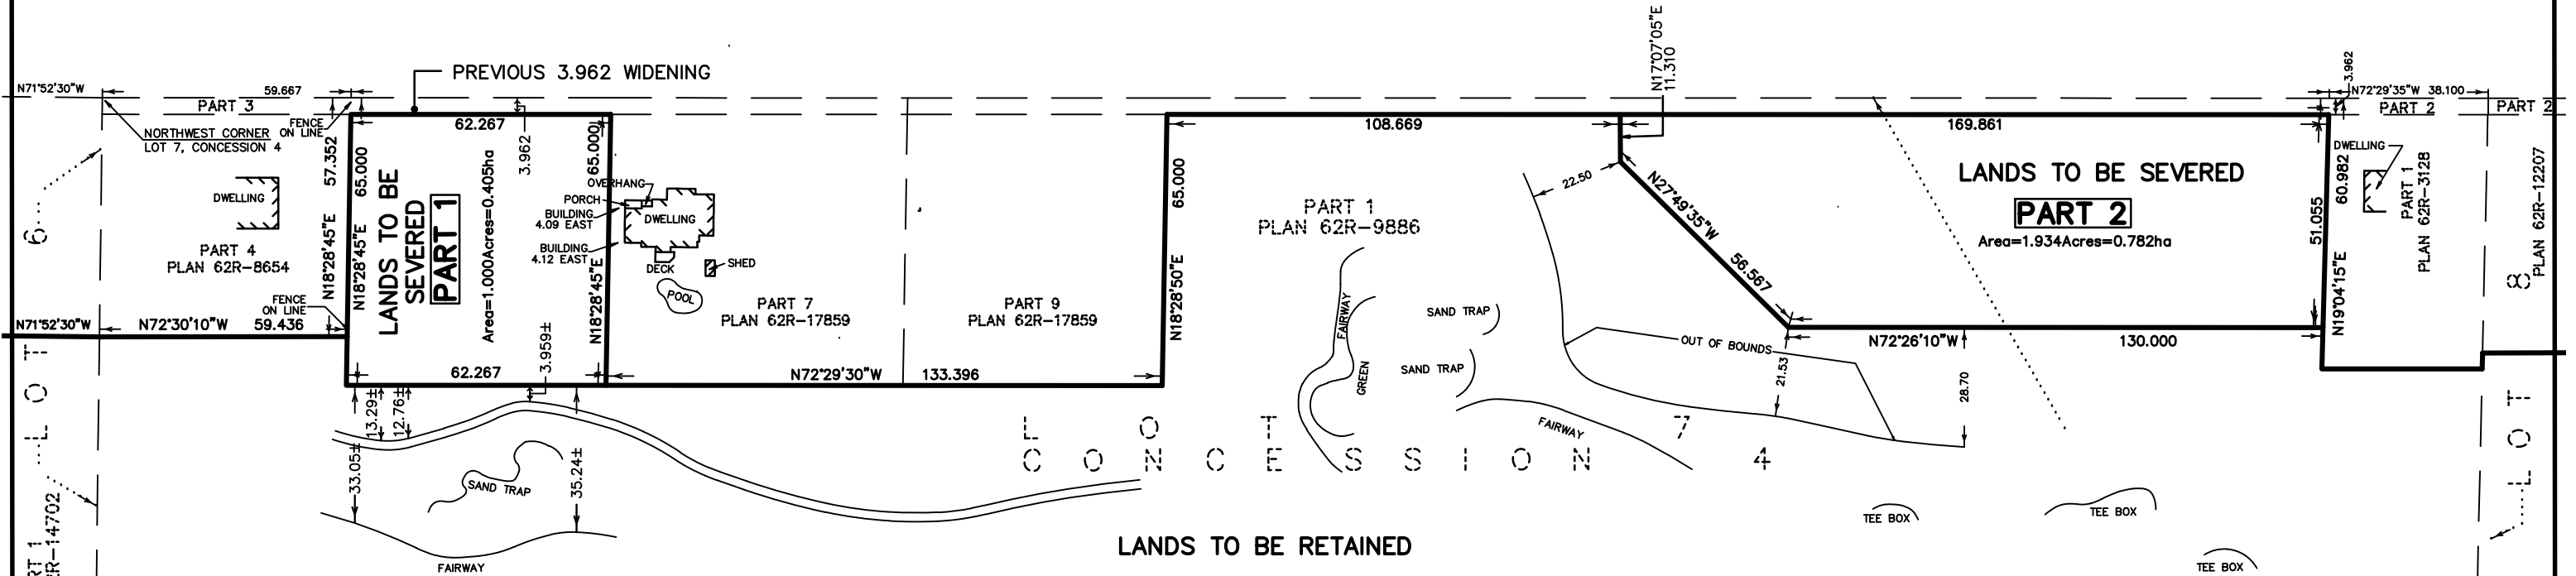 N17°07'05"E
11.310
3.962
PREVIOUS 3.962 WIDENING
N71°52'30"W
59.667
N72°29'35"W 38.100
PART 3
PART 2
PART 2
NORTHWEST CORNER
LOT 7, CONCESSION 4
FENCE
ON LINE
62.267
3.962
108.669
169.861
57.352
N18°28'45"E
65.000
N18°28'45"E
LANDS TO BE
SEVERED
PART 1
Area=1.000Acres=0.405ha
65.000
N18°28'45"E
DWELLING
PART 4
PLAN 62R-8654
6
OVERHANG
PORCH
BUILDING
4.09 EAST
DWELLING
BUILDING
4.12 EAST
DECK
SHED
POOL
PART 7
PLAN 62R-17859
PART 9
PLAN 62R-17859
65.000
N18°28'50"E
PART 1
PLAN 62R-9886
22.50
N27°49'35"W
56.567
LANDS TO BE SEVERED
PART 2
Area=1.934Acres=0.782ha
51.055
60.982
N19°04'15"E
DWELLING
PART 1
PLAN 62R-3128
PLAN 62R-12207
8
FENCE
ON LINE
N71°52'30"W
N72°30'10"W 59.436
FAIRWAY
GREEN
SAND TRAP
SAND TRAP
OUT OF BOUNDS
N72°26'10"W
130.000
3.959±
62.267
N72°29'30"W
133.396
21.53
28.70
LOT
13.29±
12.76±
33.05±
35.24±
SAND TRAP
FAIRWAY
LOT 7
CONCESSION 4
FAIRWAY
LOT
TEE BOX
TEE BOX
TEE BOX
LANDS TO BE RETAINED